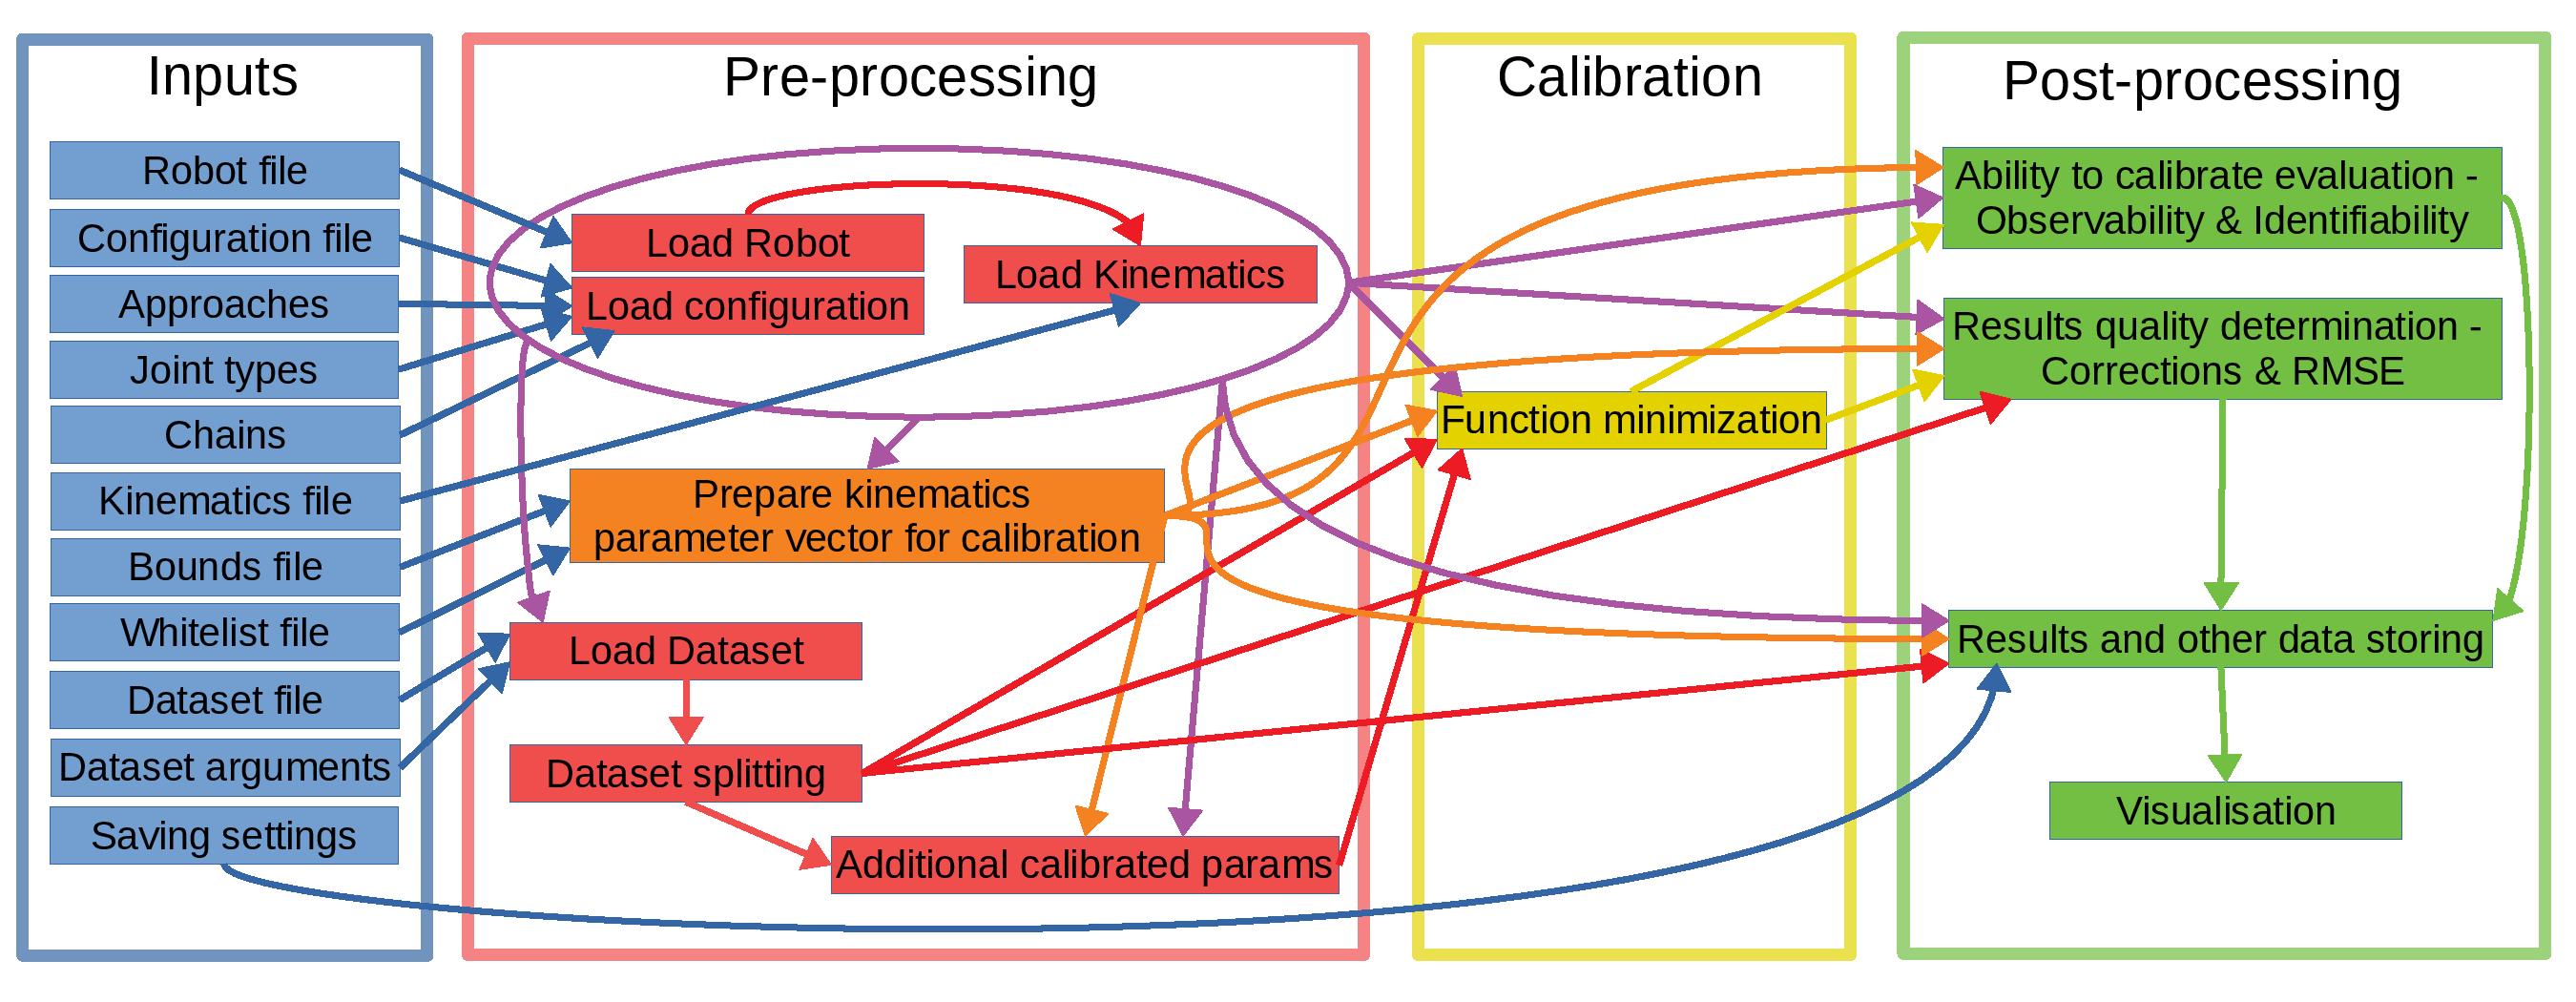 Inputs
Robot file
Configuration file
Approaches
Joint types
Chains
Kinematics file
Bounds file
Whitelist file
Dataset file
Dataset arguments
Saving settings
Pre-processing
Load Robot
Load configuration
Load Kinematics
Prepare kinematics
parameter vector for calibration
Load Dataset
Dataset splitting
Additional calibrated params
Calibration
Function minimization
Post-processing
Ability to calibrate evaluation -
Observability & Identifiability
Results quality determination -
Corrections & RMSE
Results and other data storing
Visualisation